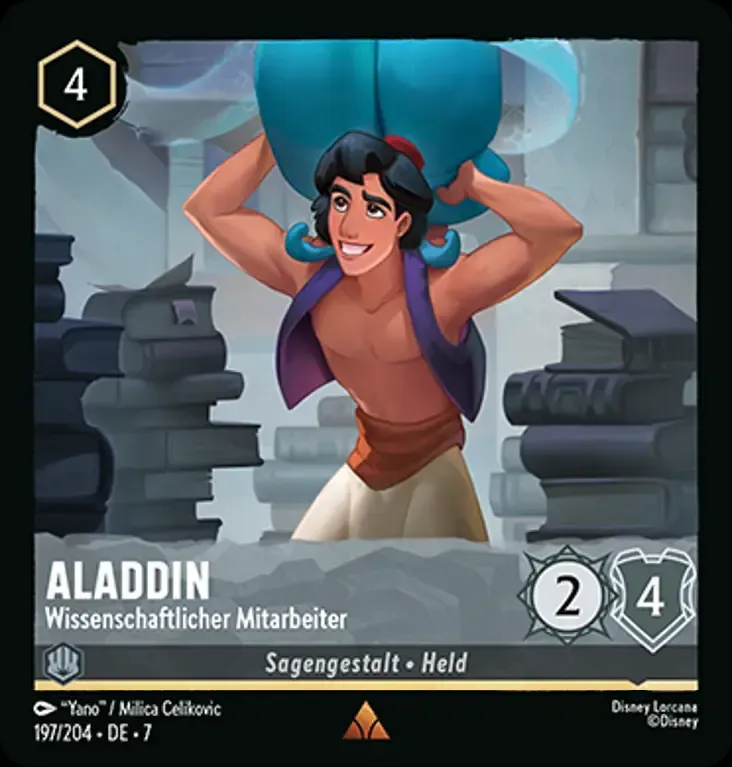 4
ALADDIN
Wissenschaftlicher Mitarbeiter
2
4
Sagengestalt • Held
"Yano" / Milica Celikovic
197/204 • DE • 7
Disney Lorcana
©Disney